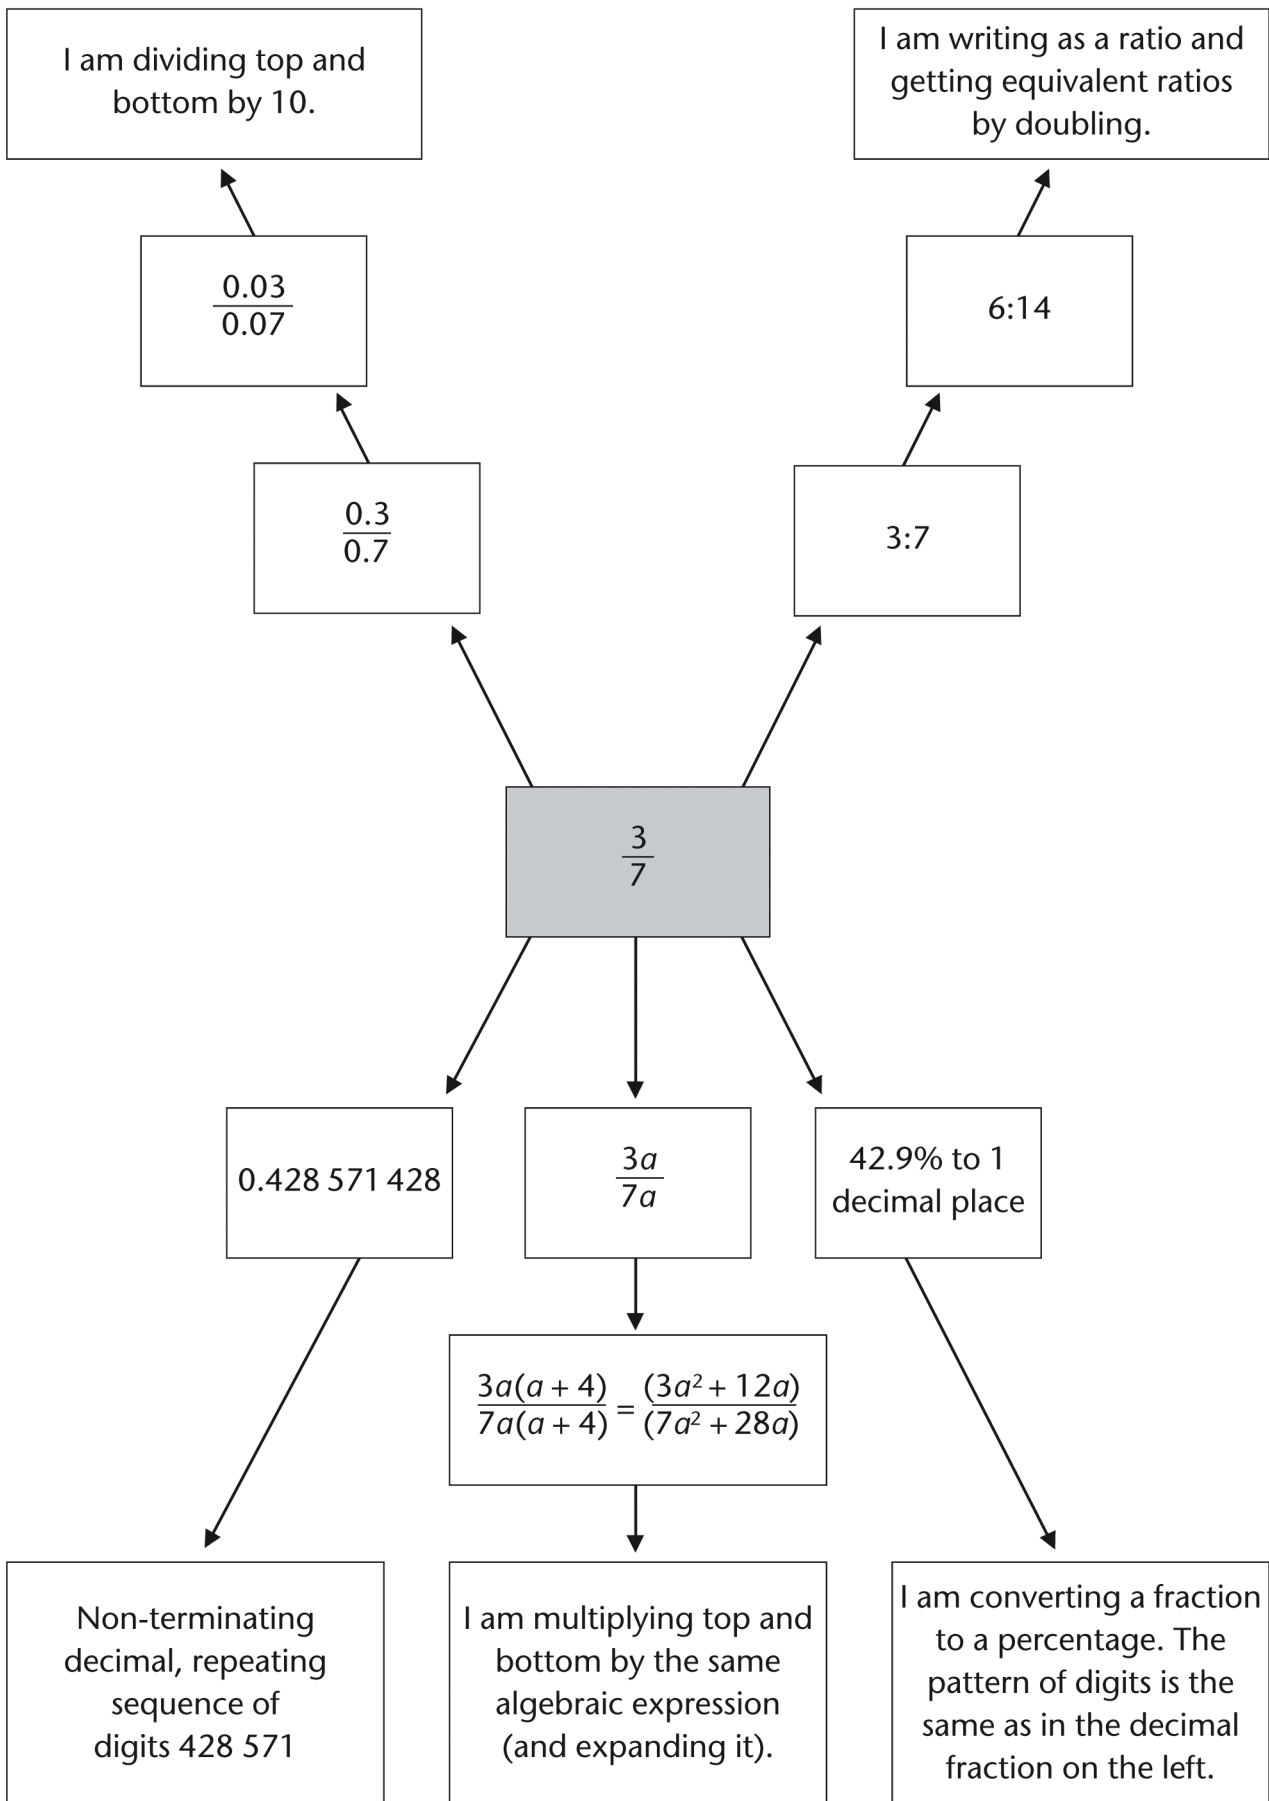 I am dividing top and
bottom by 10.
I am writing as a ratio and
getting equivalent ratios
by doubling.
0.03
0.07
6:14
0.3
0.7
3:7
3
7
0.428 571 428
3a
7a
42.9% to 1
decimal place
3a(a + 4) = (3a² + 12a)
7a(a + 4) (7a² + 28a)
Non-terminating
decimal, repeating
sequence of
digits 428 571
I am multiplying top and
bottom by the same
algebraic expression
(and expanding it).
I am converting a fraction
to a percentage. The
pattern of digits is the
same as in the decimal
fraction on the left.